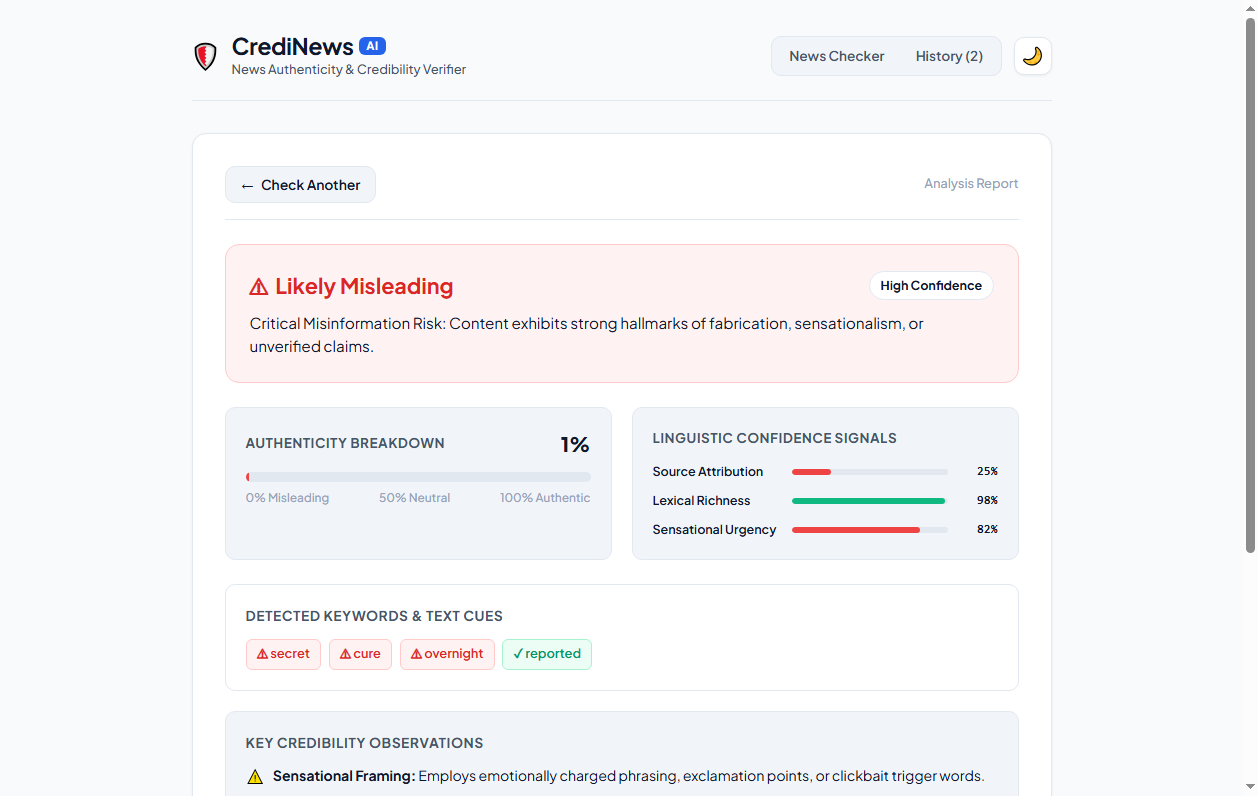 CrediNews AI
News Authenticity & Credibility Verifier
News Checker
History (2)
← Check Another
Analysis Report
⚠ Likely Misleading
High Confidence
Critical Misinformation Risk: Content exhibits strong hallmarks of fabrication, sensationalism, or
unverified claims.
AUTHENTICITY BREAKDOWN
1%
0% Misleading
50% Neutral
100% Authentic
LINGUISTIC CONFIDENCE SIGNALS
Source Attribution 25%
Lexical Richness 98%
Sensational Urgency 82%
DETECTED KEYWORDS & TEXT CUES
⚠ secret ⚠ cure ⚠ overnight ✓ reported
KEY CREDIBILITY OBSERVATIONS
⚠ Sensational Framing: Employs emotionally charged phrasing, exclamation points, or clickbait trigger words.